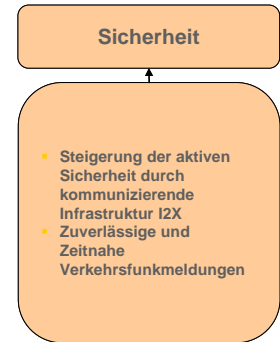 Sicherheit
Steigerung der aktiven
Sicherheit durch
kommunizierende
Infrastruktur I2X
Zuverlässige und
Zeitnahe
Verkehrsfunkmeldungen